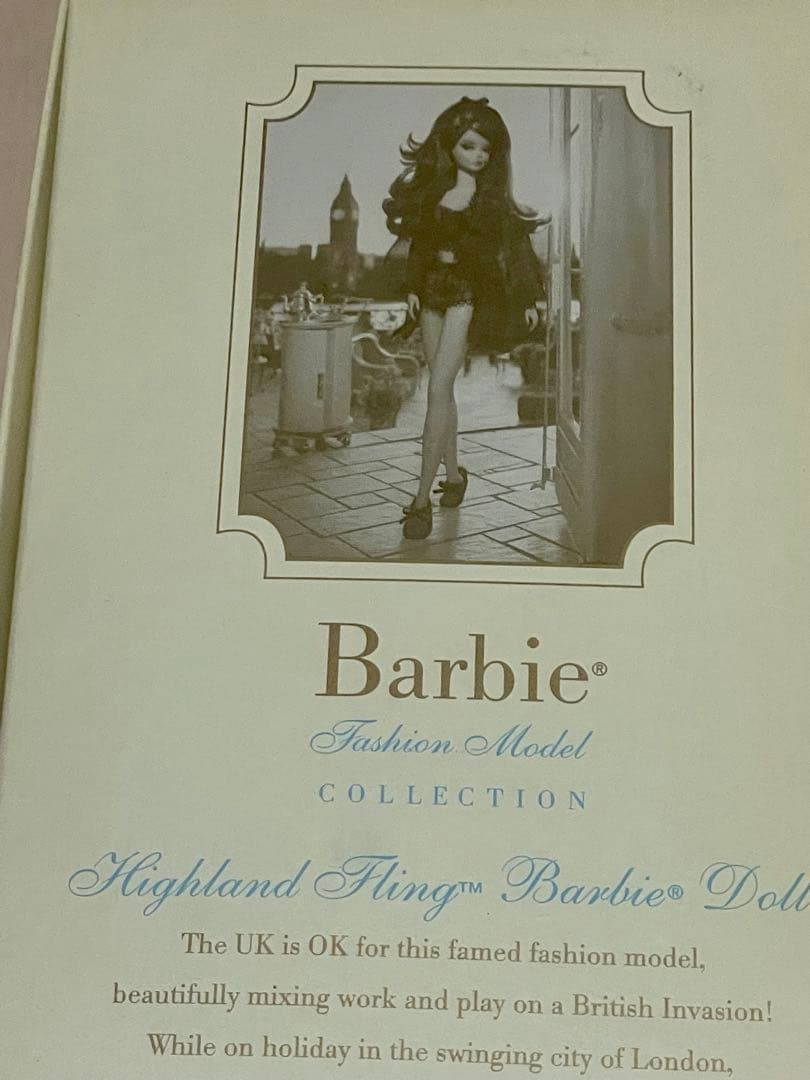 Barbie®
Fashion Model
COLLECTION
Highland Fling™ Barbie® Doll
The UK is OK for this famed fashion model,
beautifully mixing work and play on a British Invasion!
While on holiday in the swinging city of London,